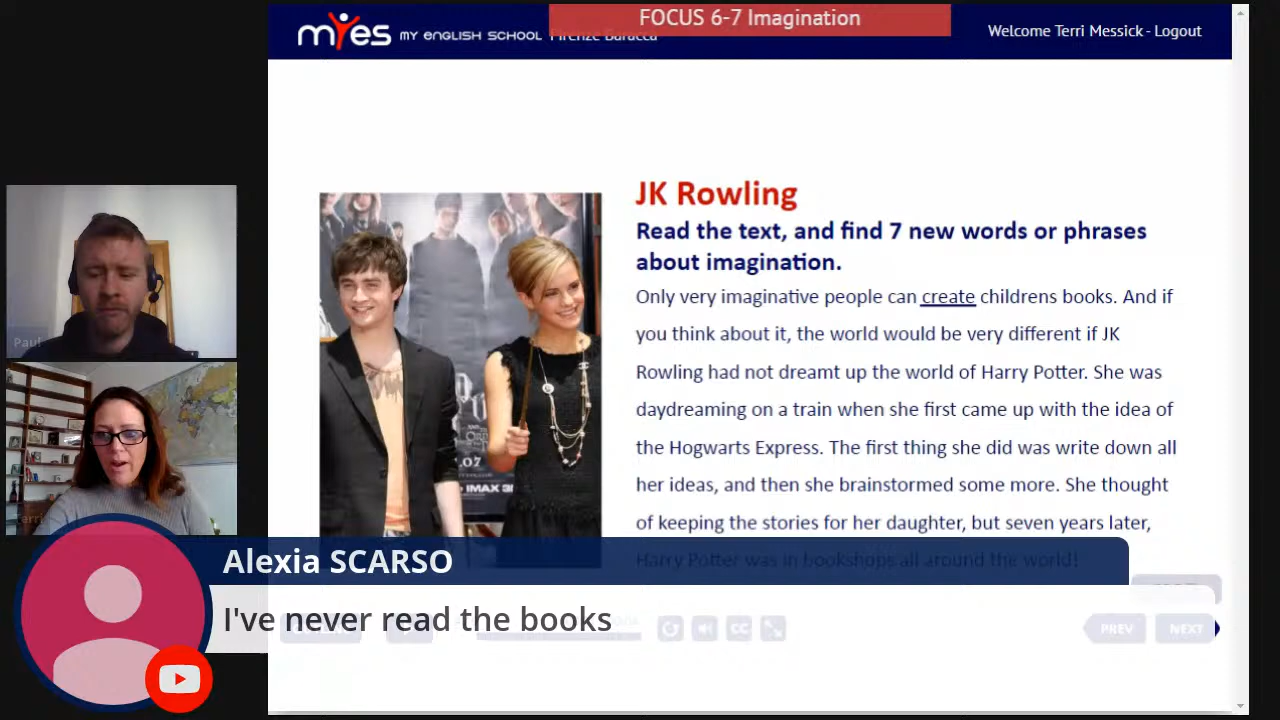 FOCUS 6-7 Imagination
myes MY ENGLISH SCHOOL Firenze Baracca
Welcome Terri Messick - Logout
JK Rowling
Read the text, and find 7 new words or phrases
about imagination.
Only very imaginative people can create childrens books. And if
you think about it, the world would be very different if JK
Rowling had not dreamt up the world of Harry Potter. She was
daydreaming on a train when she first came up with the idea of
the Hogwarts Express. The first thing she did was write down all
her ideas, and then she brainstormed some more. She thought
of keeping the stories for her daughter, but seven years later,
Harry Potter was in bookshops all around the world!
Paul
.07
IMAX
Alexia SCARSO
I've never read the books
CC
PREV
NEXT